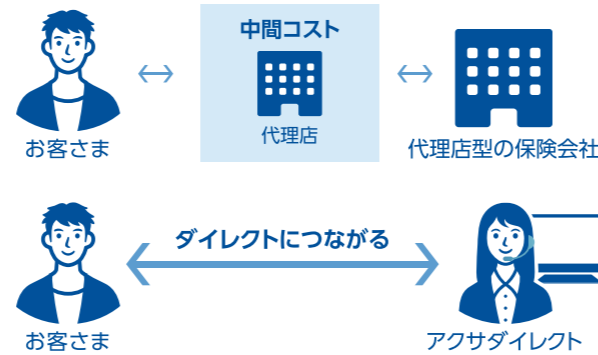 中間コスト
代理店
お客さま
代理店型の保険会社
ダイレクトにつながる
お客さま
アクサダイレクト